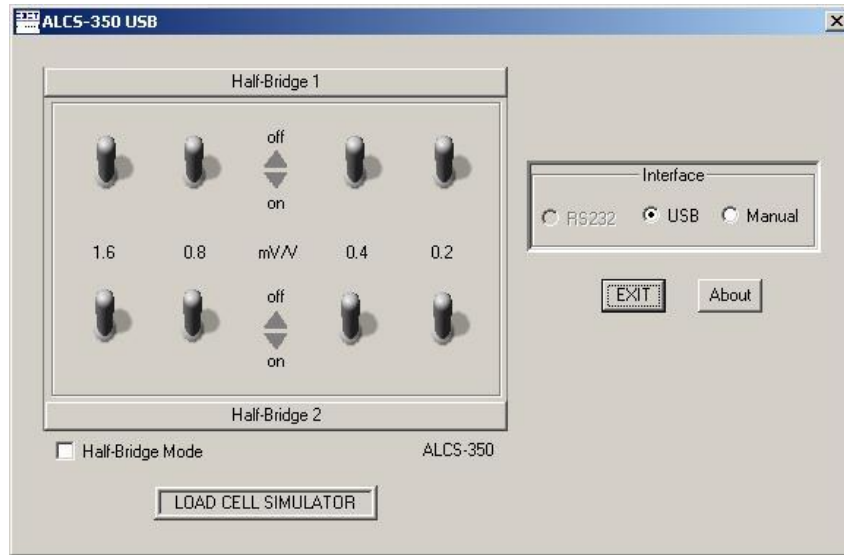 ALCS-350 USB
Half-Bridge 1
off
on
1.6 0.8 mV/V 0.4 0.2
off
on
Half-Bridge 2
Half-Bridge Mode ALCS-350
LOAD CELL SIMULATOR
Interface
RS232 USB Manual
EXIT About